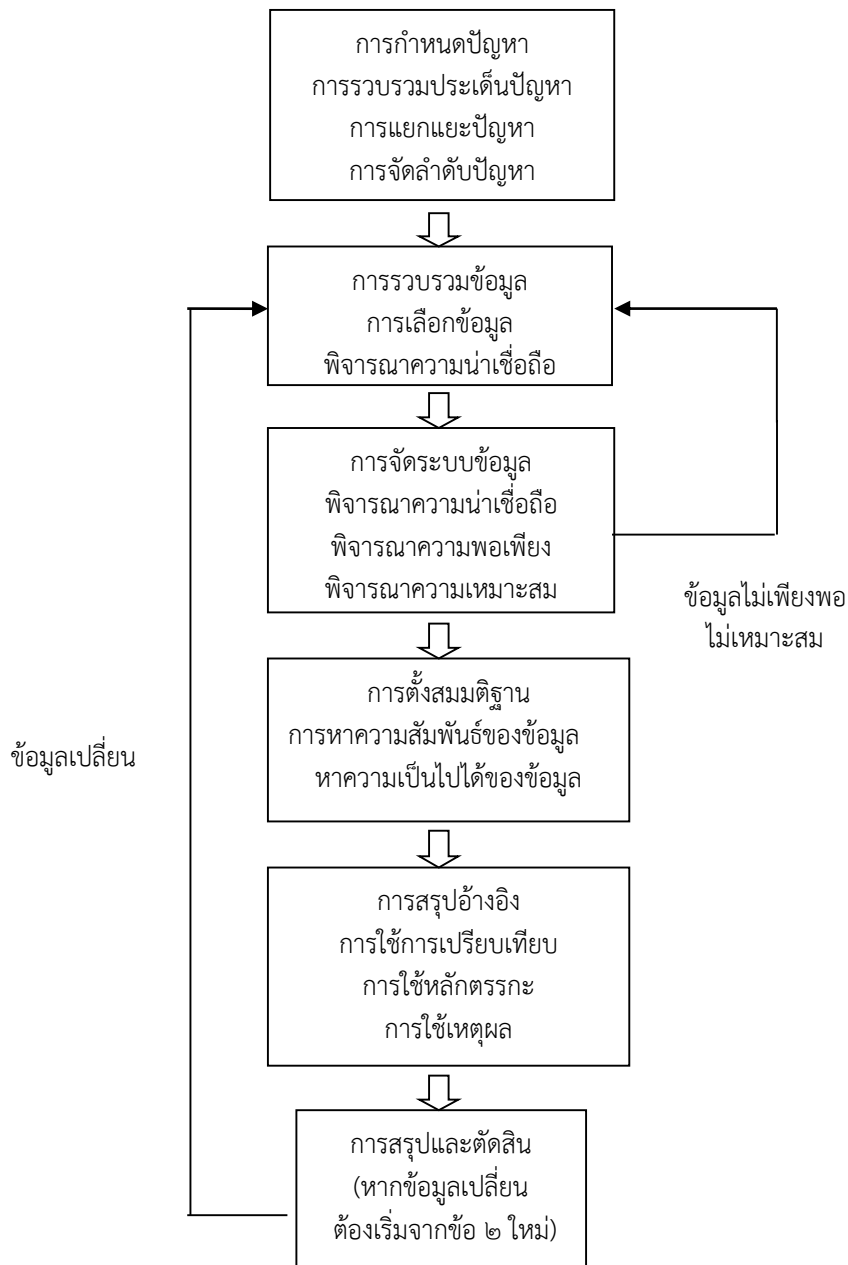 การกำหนดปัญหา
การรวบรวมประเด็นปัญหา
การแยกแยะปัญหา
การจัดลำดับปัญหา
การรวบรวมข้อมูล
การเลือกข้อมูล
พิจารณาความน่าเชื่อถือ
การจัดระบบข้อมูล
พิจารณาความน่าเชื่อถือ
พิจารณาความพอเพียง
พิจารณาความเหมาะสม
ข้อมูลไม่เพียงพอ
ไม่เหมาะสม
การตั้งสมมติฐาน
การหาความสัมพันธ์ของข้อมูล
หาความเป็นไปได้ของข้อมูล
ข้อมูลเปลี่ยน
การสรุปอ้างอิง
การใช้การเปรียบเทียบ
การใช้หลักตรรกะ
การใช้เหตุผล
การสรุปและตัดสิน
(หากข้อมูลเปลี่ยน
ต้องเริ่มจากข้อ ๒ ใหม่)